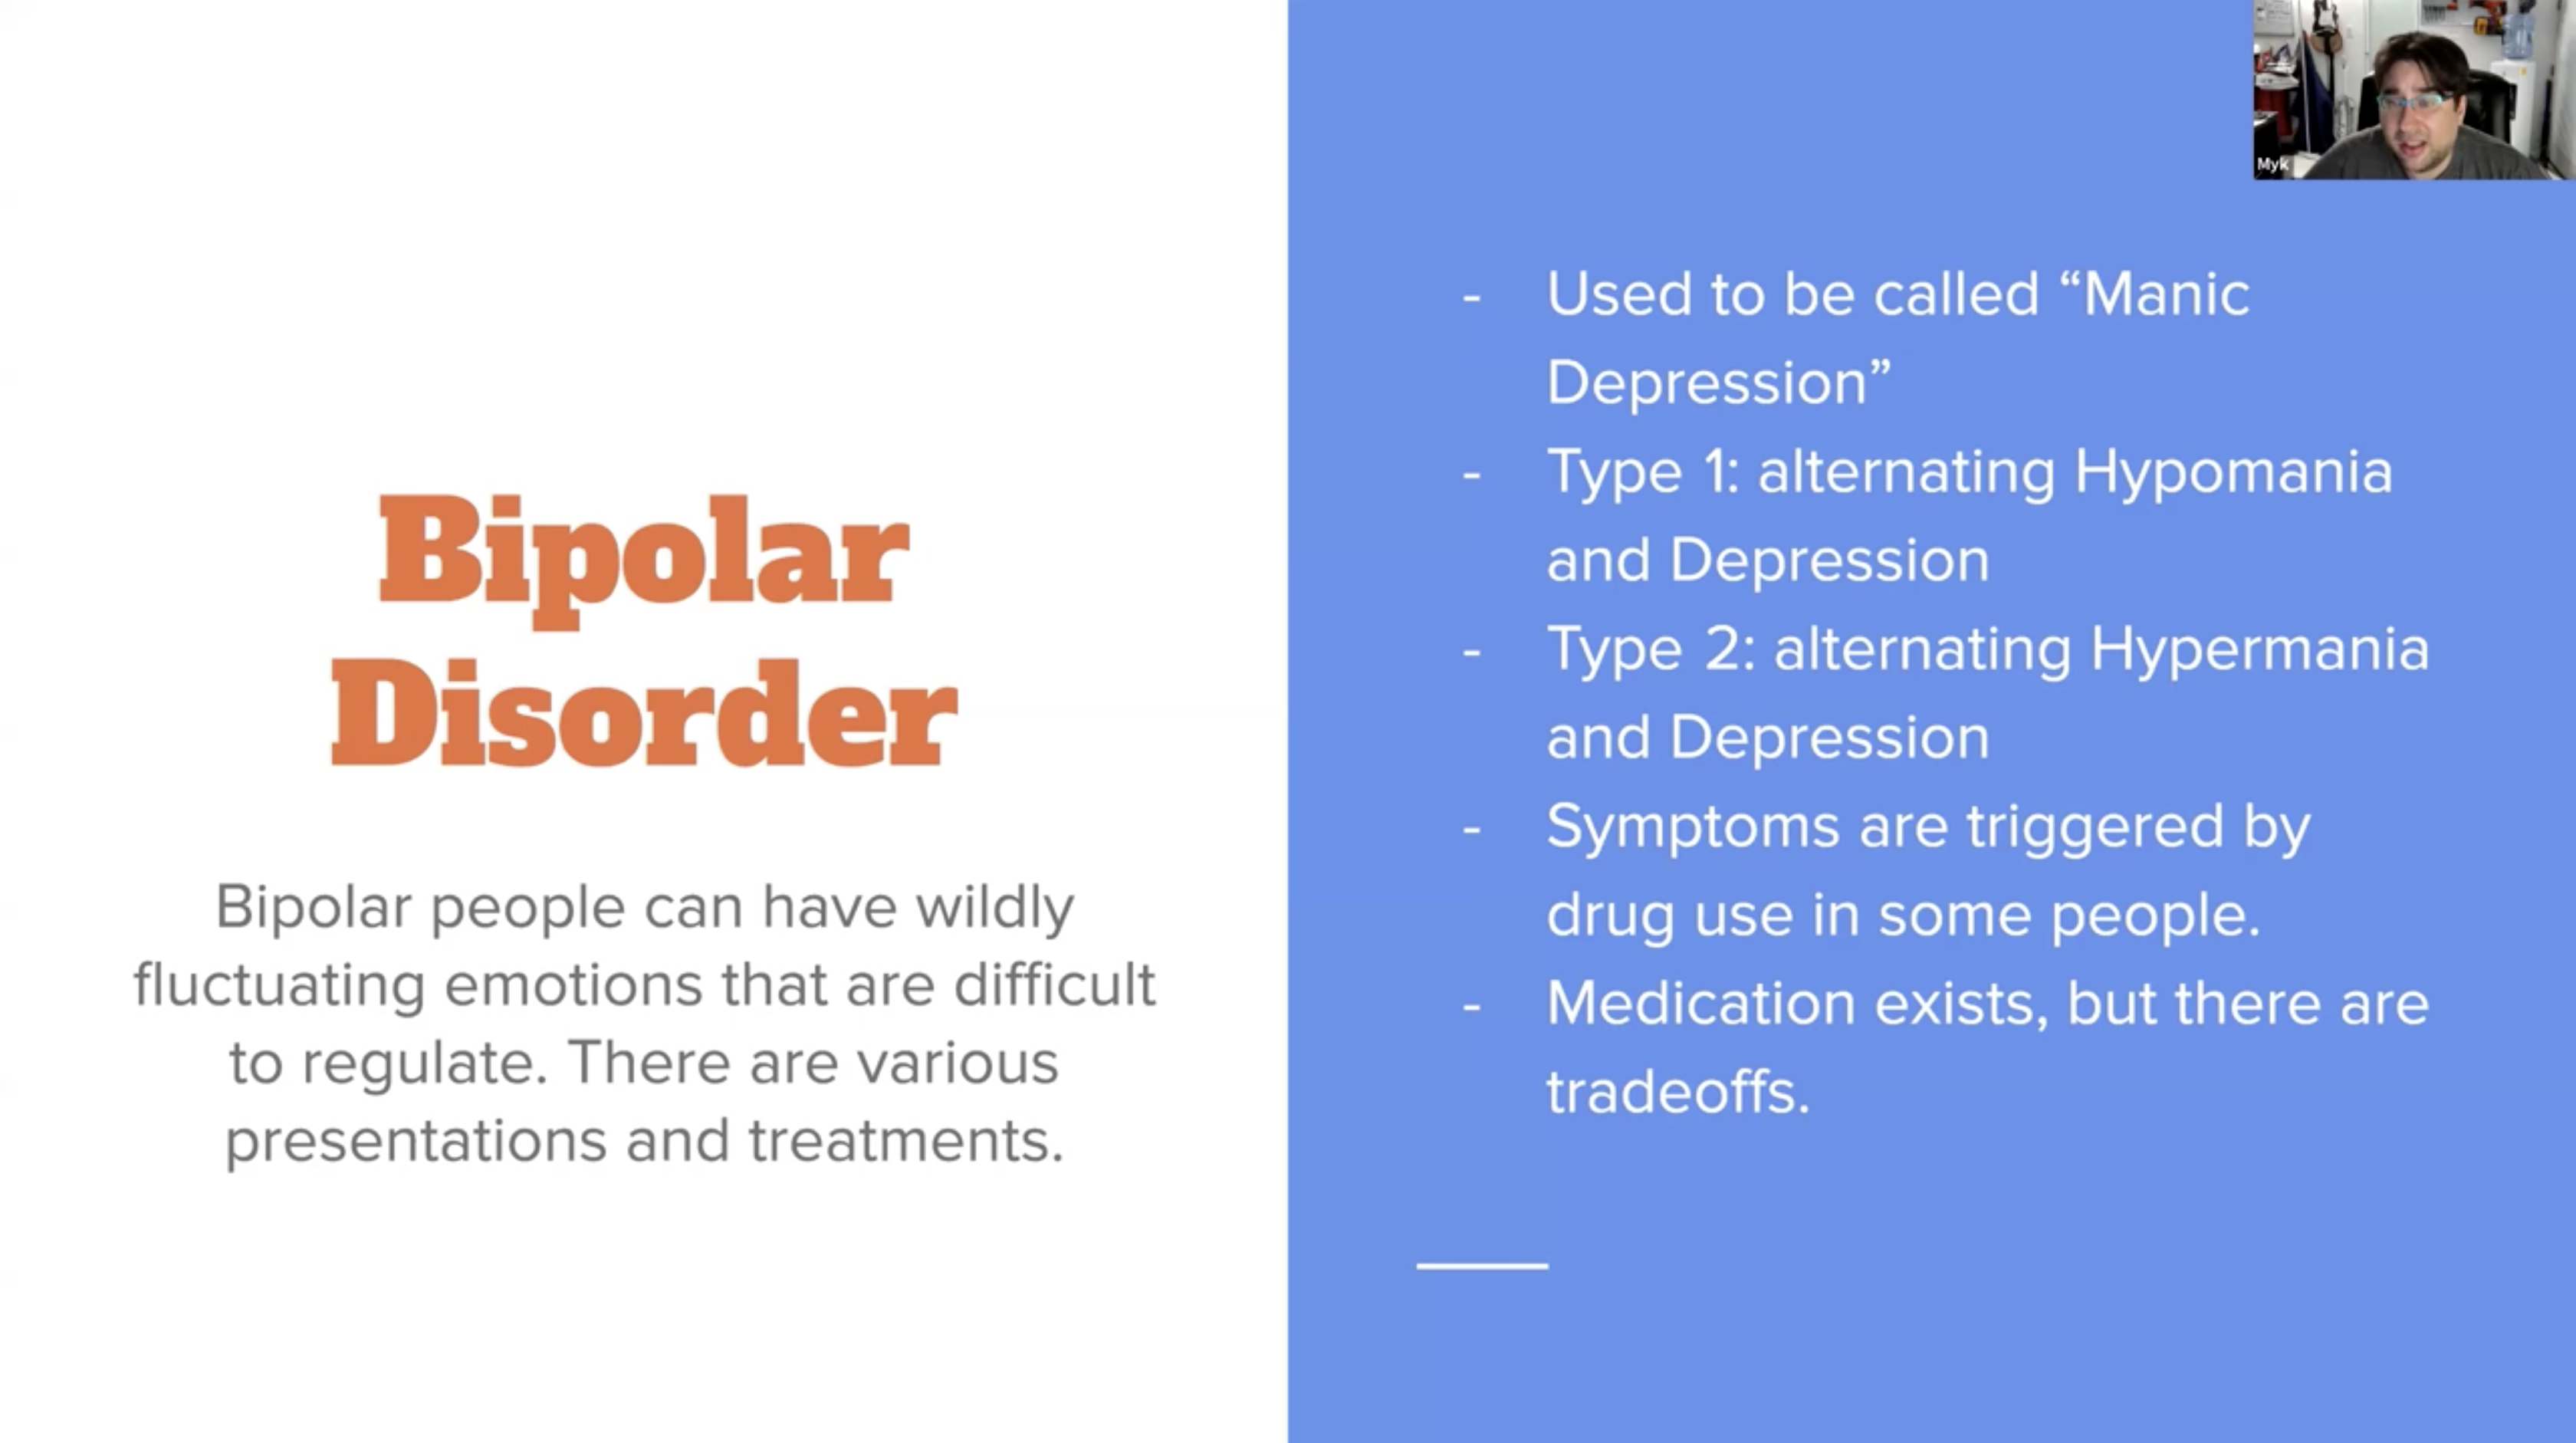 Bipolar
Disorder
Bipolar people can have wildly
fluctuating emotions that are difficult
to regulate. There are various
presentations and treatments.
- Used to be called “Manic
Depression”
- Type 1: alternating Hypomania
and Depression
- Type 2: alternating Hypermania
and Depression
- Symptoms are triggered by
drug use in some people.
- Medication exists, but there are
tradeoffs.
Myk